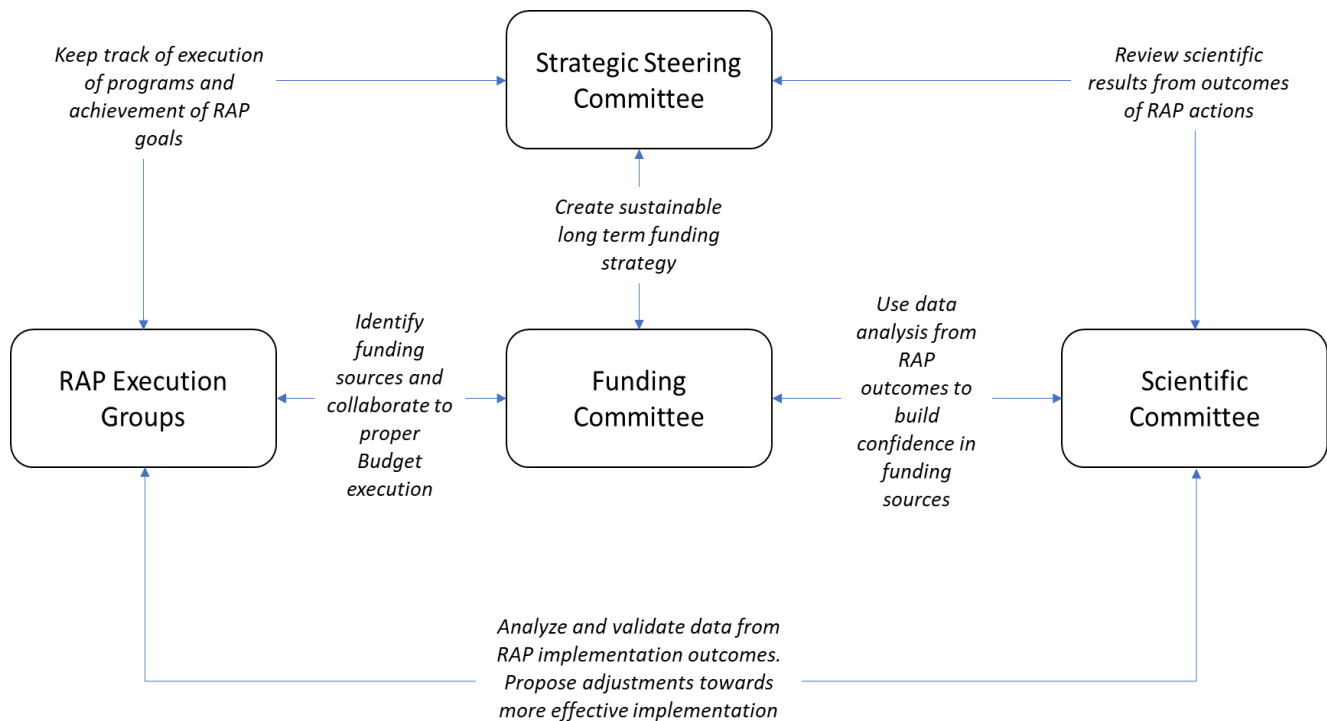 Keep track of execution
of programs and
achievement of RAP
goals
Strategic Steering
Committee
Review scientific
results from outcomes
of RAP actions
Create sustainable
long term funding
strategy
RAP Execution
Groups
Identify
funding
sources and
collaborate to
proper
Budget
execution
Funding
Committee
Use data
analysis from
RAP
outcomes to
build
confidence in
funding
sources
Scientific
Committee
Analyze and validate data from
RAP implementation outcomes.
Propose adjustments towards
more effective implementation